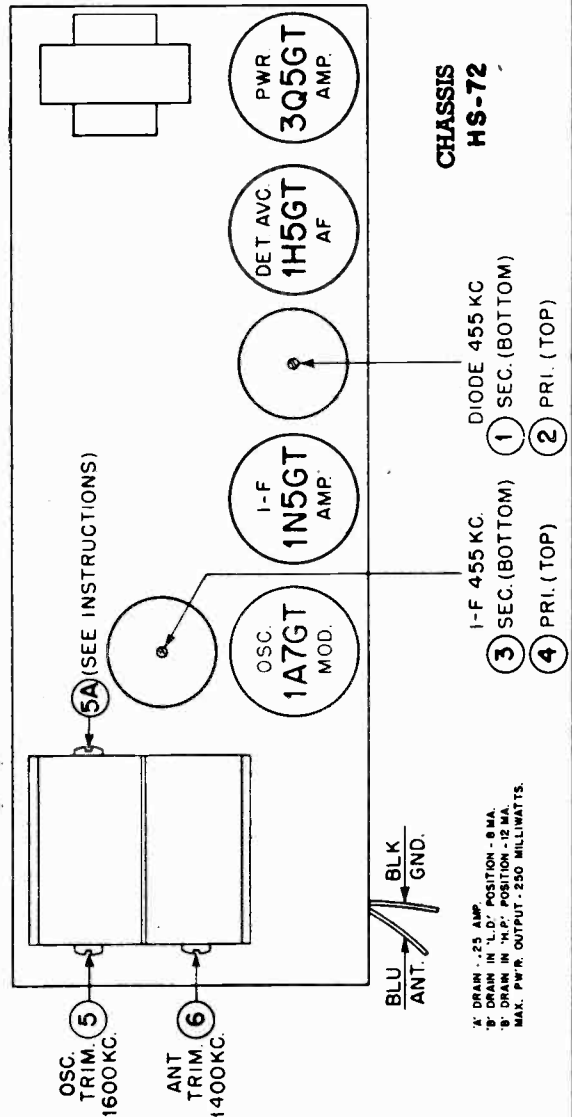 OSC.
TRIM.
1600KC.
5
ANT
TRIM.
1400KC.
6
5A (SEE INSTRUCTIONS)
OSC.
1A7GT
MOD.
I-F
1N5GT
AMP.
DET AVC.
1H5GT
AF
PWR.
3Q5GT
AMP.
BLU
ANT.
BLK
GND.
I-F 455 KC.
3 SEC. (BOTTOM)
4 PRI. (TOP)
DIODE 455 KC
1 SEC. (BOTTOM)
2 PRI. (TOP)
CHASSIS
HS-72
'A' DRAIN - .25 AMP.
'B' DRAIN IN 'L.D.' POSITION - 8 MA.
'B' DRAIN IN 'H.P.' POSITION - 12 MA.
MAX. PW'R. OUTPUT - 250 MILLIWATTS.